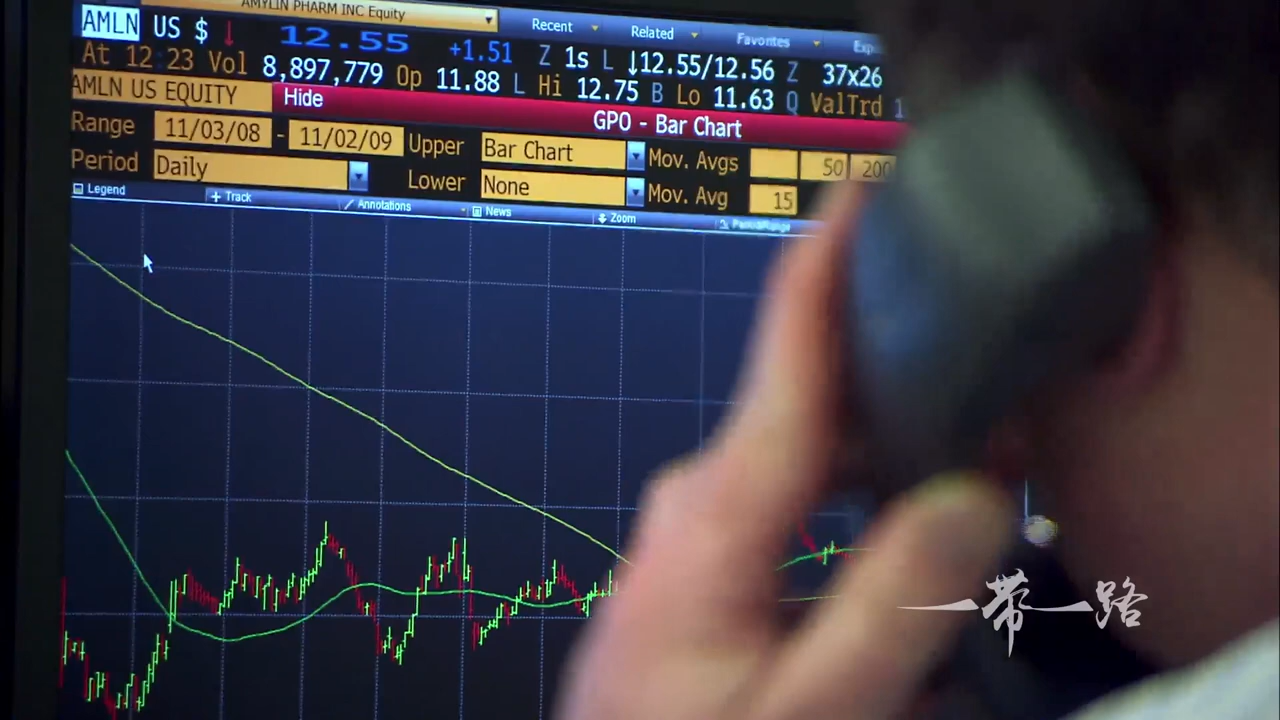 AMYLIN PHARM INC Equity
Recent Related Favorites
AMLN US $ ↓ 12.55 +1.51 Z 1s L ↓12.55/12.56 Z 37x26
At 12:23 Vol 8,897,779 Op 11.88 L Hi 12.75 B Lo 11.63 Q ValTrd
AMLN US EQUITY Hide GPO - Bar Chart
Range 11/03/08 - 11/02/09 Upper Bar Chart Mov. Avgs 50 200
Period Daily Lower None Mov. Avg 15
Legend Track Annotations News Zoom
一带一路